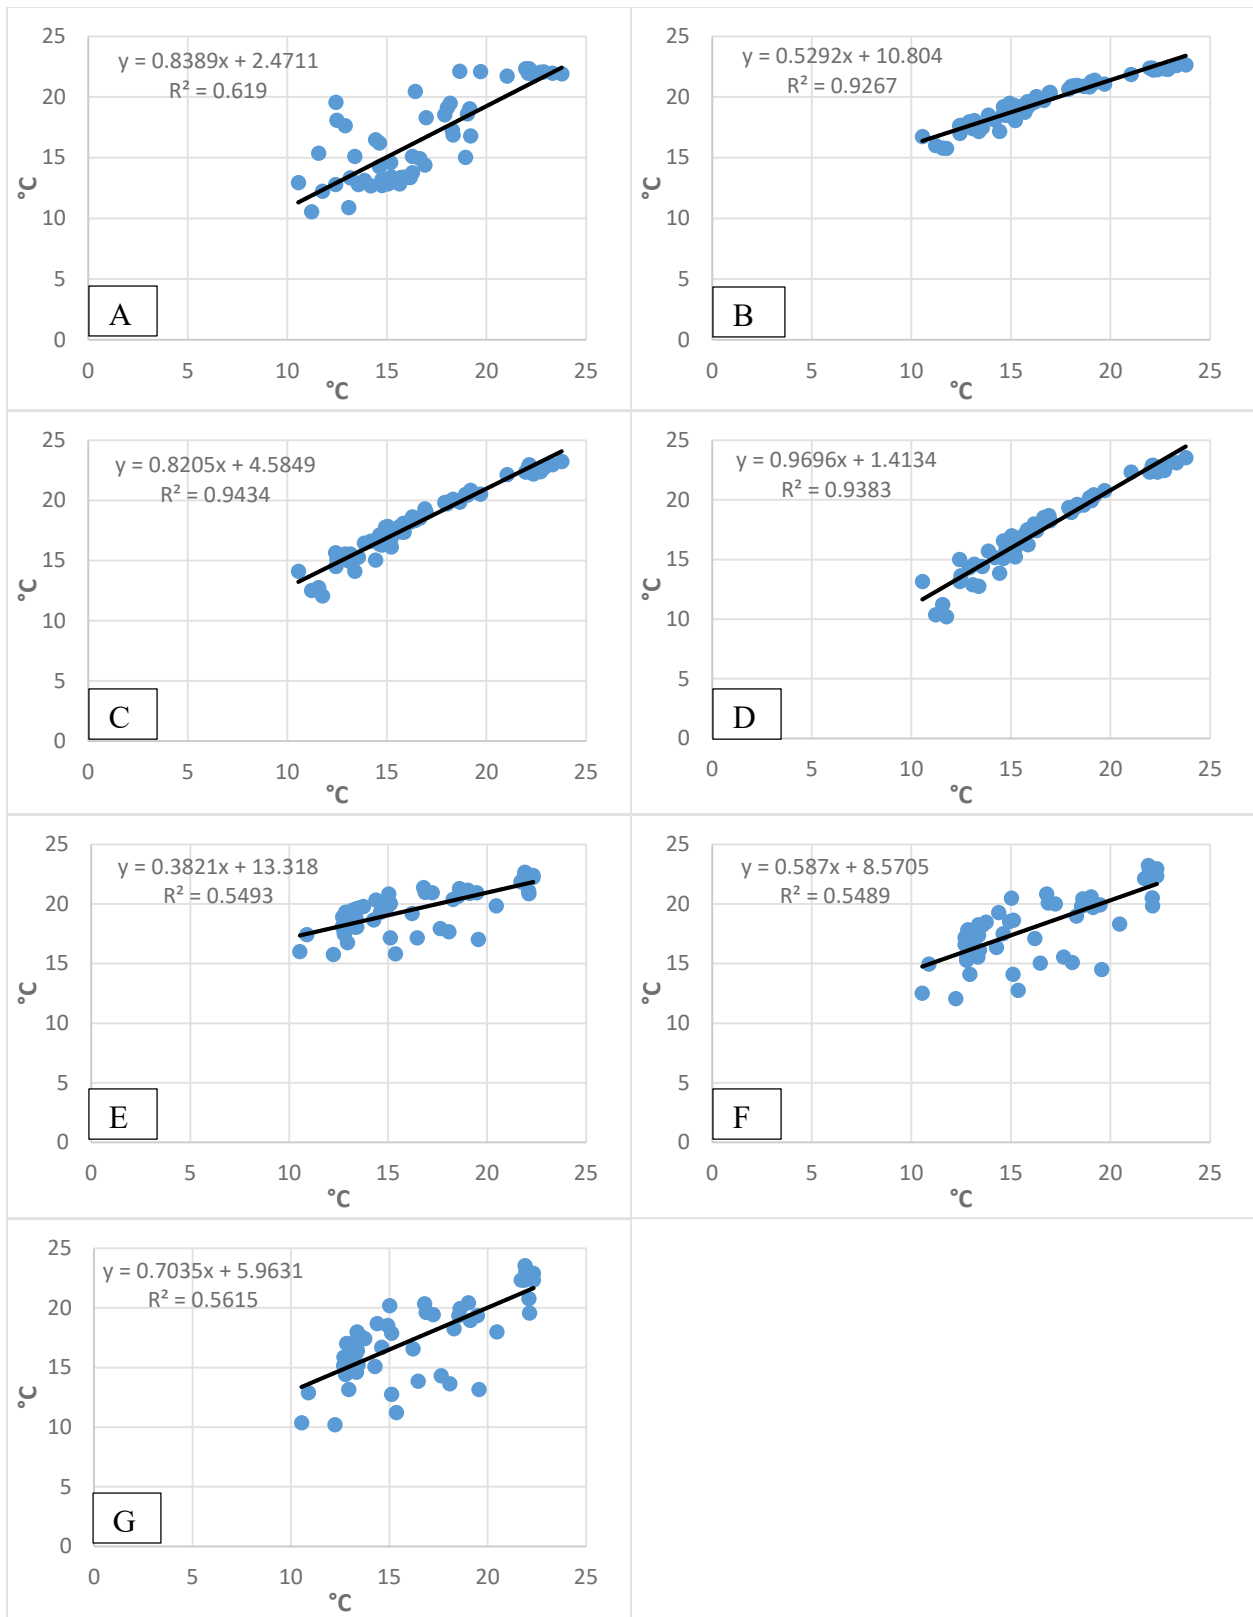 y = 0.8389x + 2.4711
R² = 0.619
25
20
15
10
5
0
°C
A
0 5 10 15 20 25
°C
y = 0.5292x + 10.804
R² = 0.9267
25
20
15
10
5
0
°C
B
0 5 10 15 20 25
°C
y = 0.8205x + 4.5849
R² = 0.9434
25
20
15
10
5
0
°C
C
0 5 10 15 20 25
°C
y = 0.9696x + 1.4134
R² = 0.9383
25
20
15
10
5
0
°C
D
0 5 10 15 20 25
°C
y = 0.3821x + 13.318
R² = 0.5493
25
20
15
10
5
0
°C
E
0 5 10 15 20 25
°C
y = 0.587x + 8.5705
R² = 0.5489
25
20
15
10
5
0
°C
F
0 5 10 15 20 25
°C
y = 0.7035x + 5.9631
R² = 0.5615
25
20
15
10
5
0
°C
G
0 5 10 15 20 25
°C